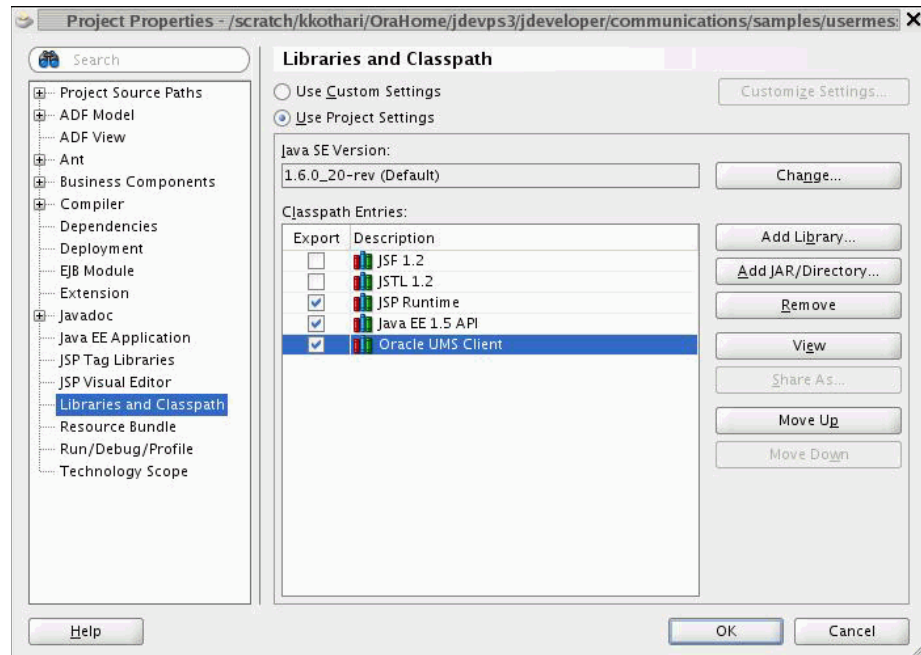 Project Properties - /scratch/kkothari/OraHome/jdevps3/jdeveloper/communications/samples/usermes
Search
Project Source Paths
ADF Model
ADF View
Ant
Business Components
Compiler
Dependencies
Deployment
EJB Module
Extension
Javadoc
Java EE Application
JSP Tag Libraries
JSP Visual Editor
Libraries and Classpath
Resource Bundle
Run/Debug/Profile
Technology Scope
Libraries and Classpath
Use Custom Settings
Customize Settings...
Use Project Settings
Java SE Version:
1.6.0_20-rev (Default)
Change...
Classpath Entries:
Export Description
JSF 1.2
JSTL 1.2
JSP Runtime
Java EE 1.5 API
Oracle UMS Client
Add Library...
Add JAR/Directory...
Remove
View
Share As...
Move Up
Move Down
Help
OK
Cancel